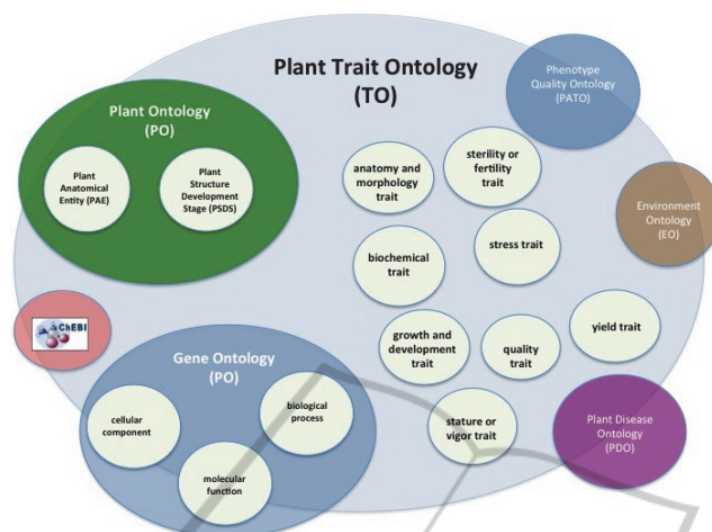 Plant Trait Ontology
(TO)
Phenotype
Quality Ontology
(PATO)
Plant Ontology
(PO)
Plant
Anatomical
Entity (PAE)
Plant
Structure
Development
Stage (PSDS)
anatomy and
morphology
trait
sterility or
fertility
trait
Environment
Ontology
(EO)
biochemical
trait
stress trait
ChEBI
growth and
development
trait
quality
trait
yield trait
Gene Ontology
(PO)
cellular
component
biological
process
molecular
function
stature or
vigor trait
Plant Disease
Ontology
(PDO)